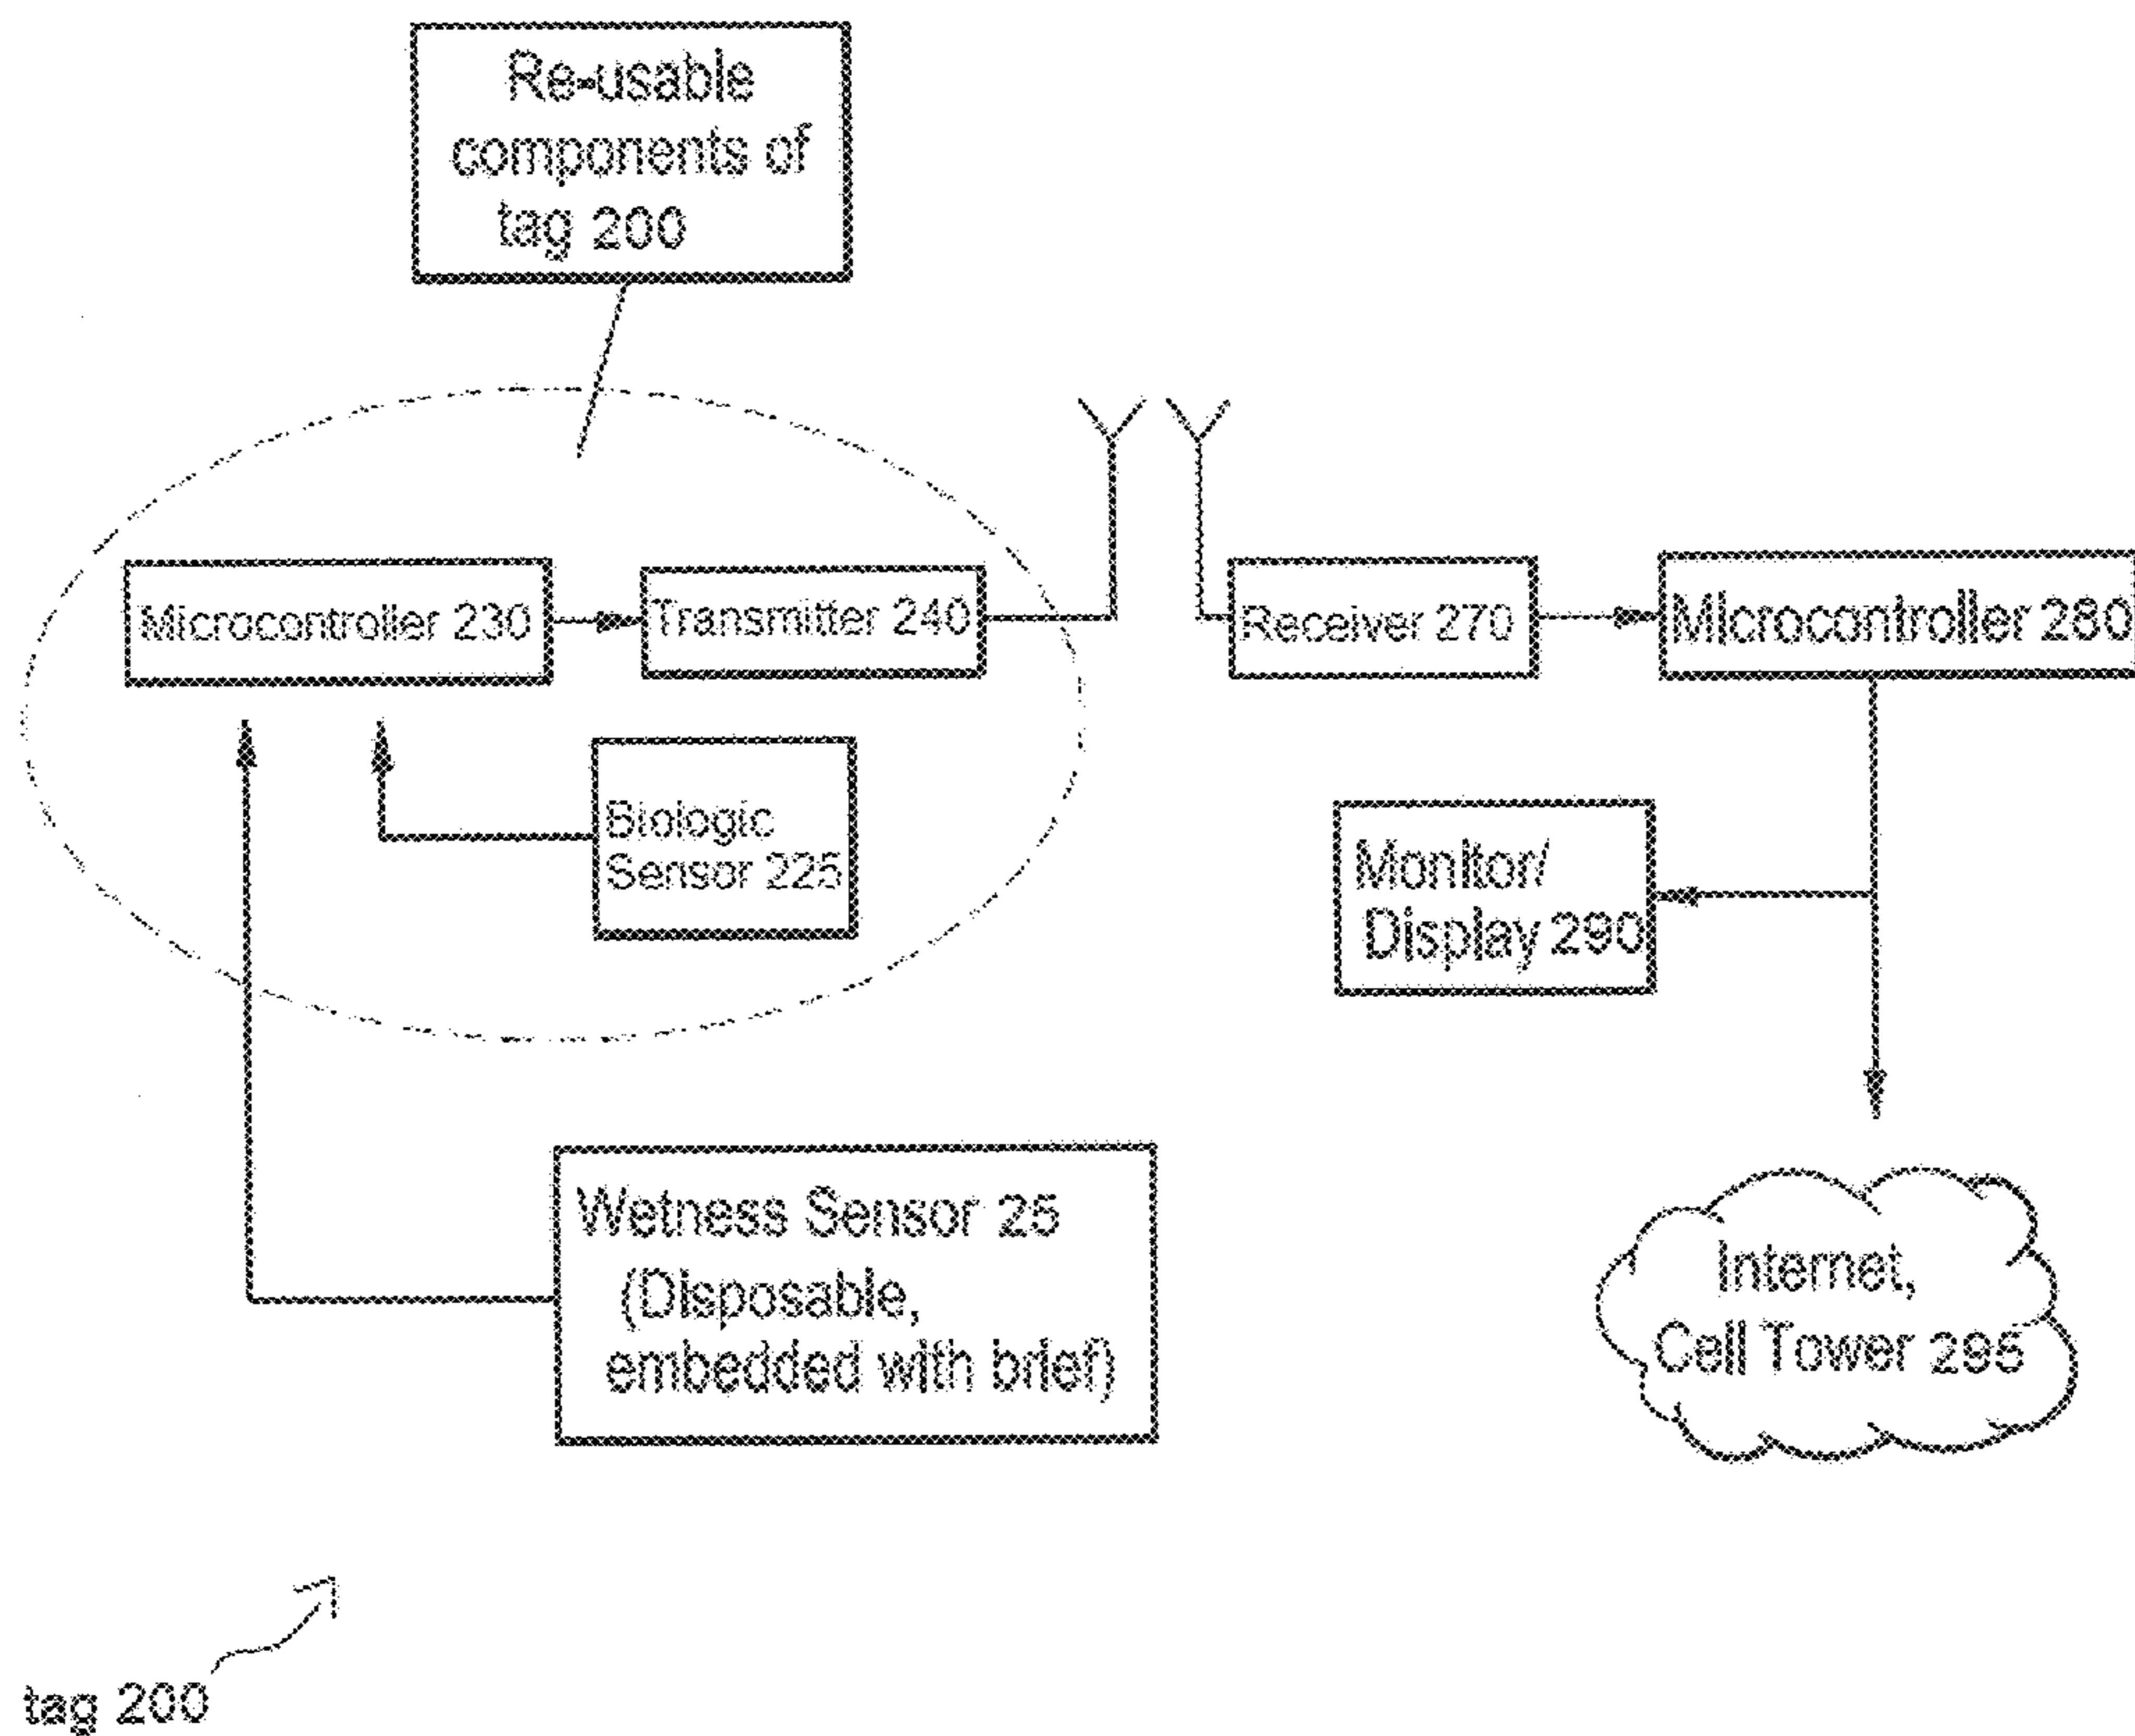 Re-usable
components of
tag 200
Microcontroller 230
Transmitter 240
Receiver 270
Microcontroller 280
Biologic
Sensor 225
Monitor/
Display 290
Wetness Sensor 25
(Disposable,
embedded with brief)
Internet,
Cell Tower 295
tag 200